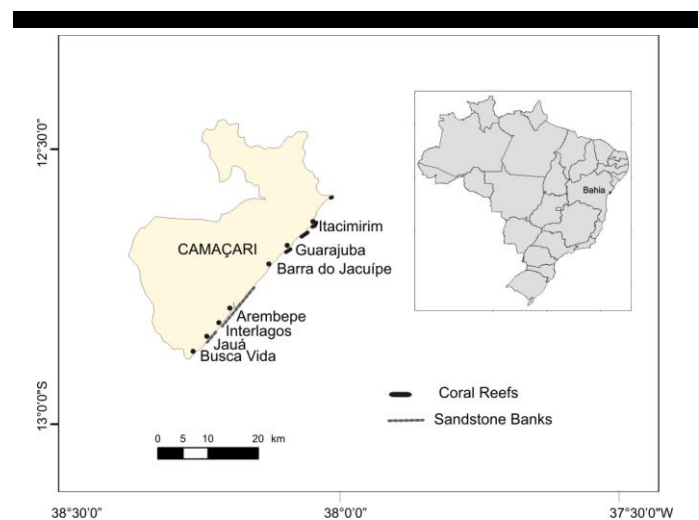 12°30'0"
13°0'0"S
CAMAÇARI
Itacimirim
Guarajuba
Barra do Jacuípe
Arembepe
Interlagos
Jauá
Busca Vida
Bahia
Coral Reefs
Sandstone Banks
0 5 10 20 km
38°30'0" 38°0'0" 37°30'0"W